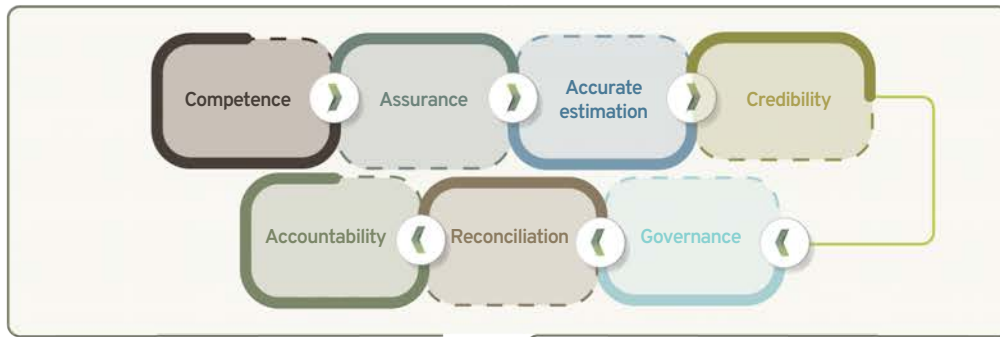 Competence
Assurance
Accurate
estimation
Credibility
Governance
Reconciliation
Accountability